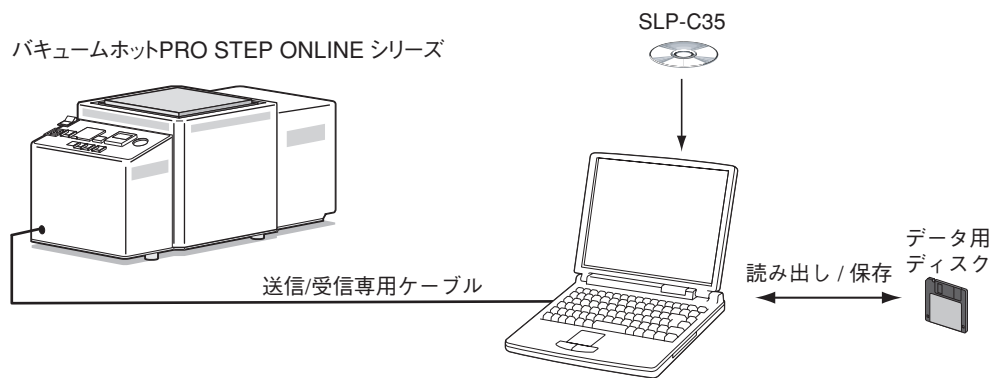 SLP-C35
バキュームホットPRO STEP ONLINE シリーズ
送信/受信専用ケーブル
読み出し / 保存
データ用
ディスク